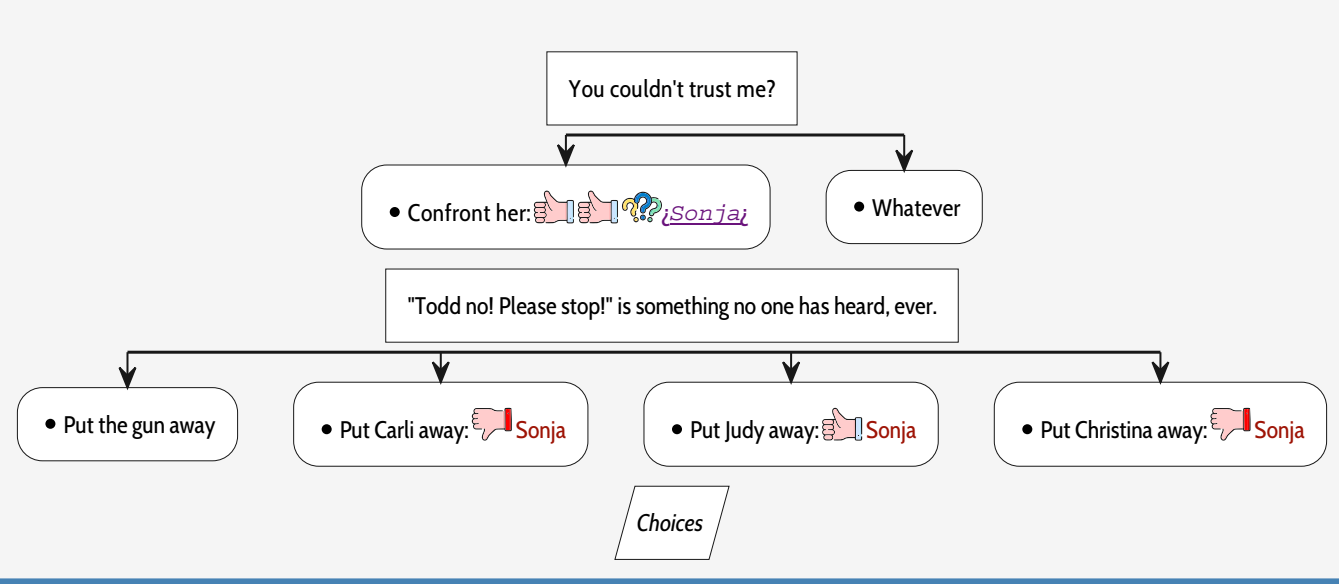 You couldn't trust me?
• Confront her: ¿Sonja¿
• Whatever
"Todd no! Please stop!" is something no one has heard, ever.
• Put the gun away
• Put Carli away: Sonja
• Put Judy away: Sonja
• Put Christina away: Sonja
Choices